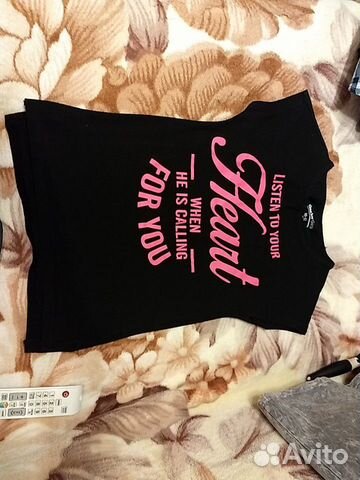 LISTEN TO YOUR
Heart
WHEN
HE IS CALLING
FOR YOU
Avito